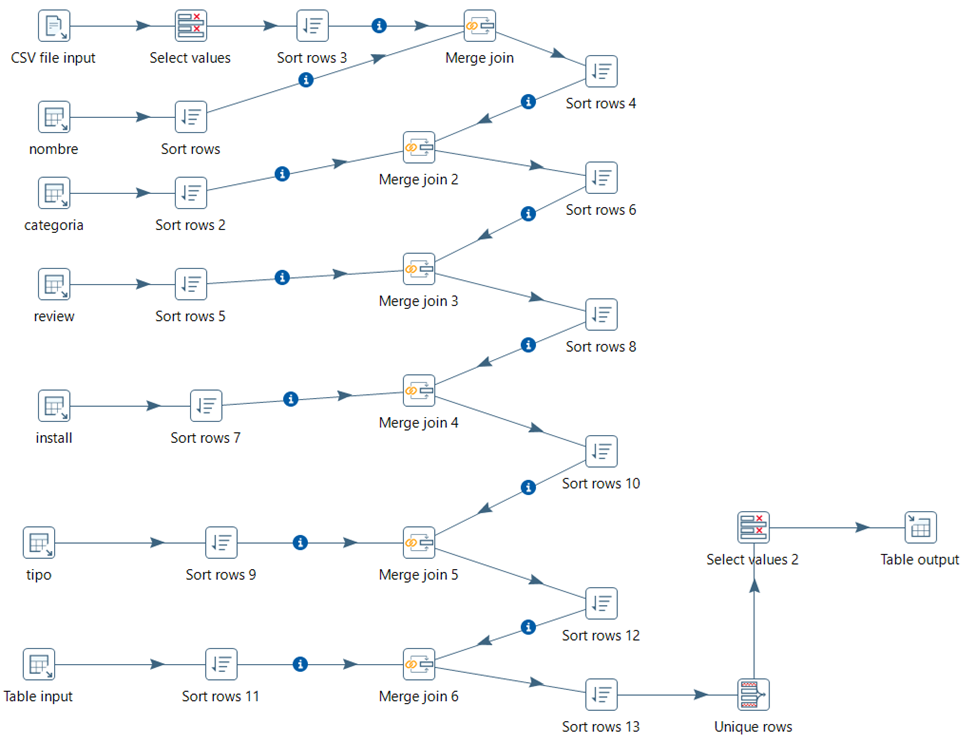 CSV file input
Select values
Sort rows 3
Merge join
Sort rows 4
nombre
Sort rows
Merge join 2
categoria
Sort rows 2
Sort rows 6
Merge join 3
review
Sort rows 5
Sort rows 8
Merge join 4
install
Sort rows 7
Sort rows 10
Merge join 5
tipo
Sort rows 9
Select values 2
Table output
Sort rows 12
Table input
Sort rows 11
Merge join 6
Sort rows 13
Unique rows